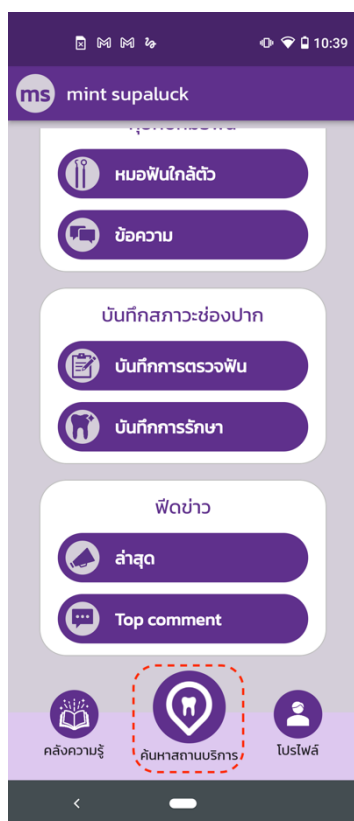 10:39
ms mint supaluck
หมอฟันใกล้ตัว
ข้อความ
บันทึกสภาวะช่องปาก
บันทึกการตรวจฟัน
บันทึกการรักษา
ฟีดข่าว
ล่าสุด
Top comment
คลังความรู้
ค้นหาสถานบริการ
โปรไฟล์